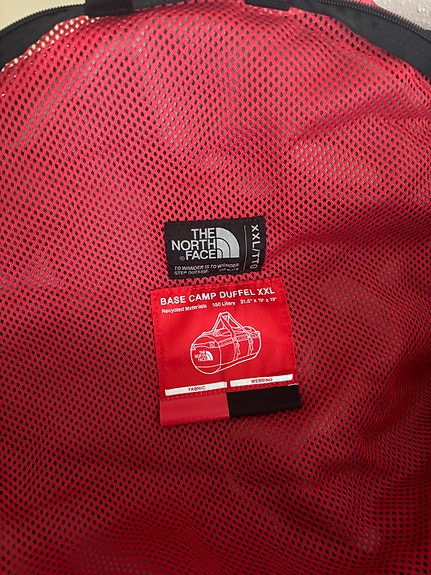 THE
NORTH
FACE
XXL/TTG
TO WANDER IS TO WONDER
STEP OUTSIDE
BASE CAMP DUFFEL XXL
Recycled Materials 150 Liters
FABRIC WEBBING